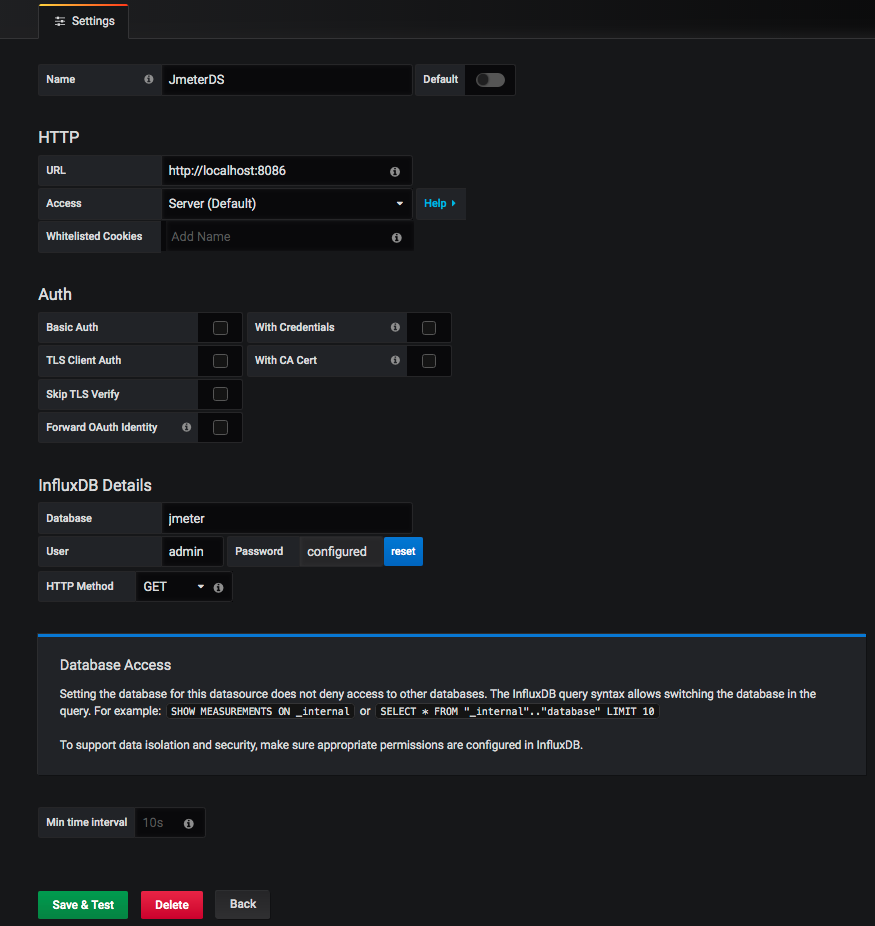 Settings
Name JmeterDS Default
HTTP
URL http://localhost:8086
Access Server (Default) Help
Whitelisted Cookies Add Name
Auth
Basic Auth With Credentials
TLS Client Auth With CA Cert
Skip TLS Verify
Forward OAuth Identity
InfluxDB Details
Database jmeter
User admin Password configured reset
HTTP Method GET
Database Access
Setting the database for this datasource does not deny access to other databases. The InfluxDB query syntax allows switching the database in the
query. For example: SHOW MEASUREMENTS ON _internal or SELECT * FROM "_internal".."database" LIMIT 10
To support data isolation and security, make sure appropriate permissions are configured in InfluxDB.
Min time interval 10s
Save & Test Delete Back